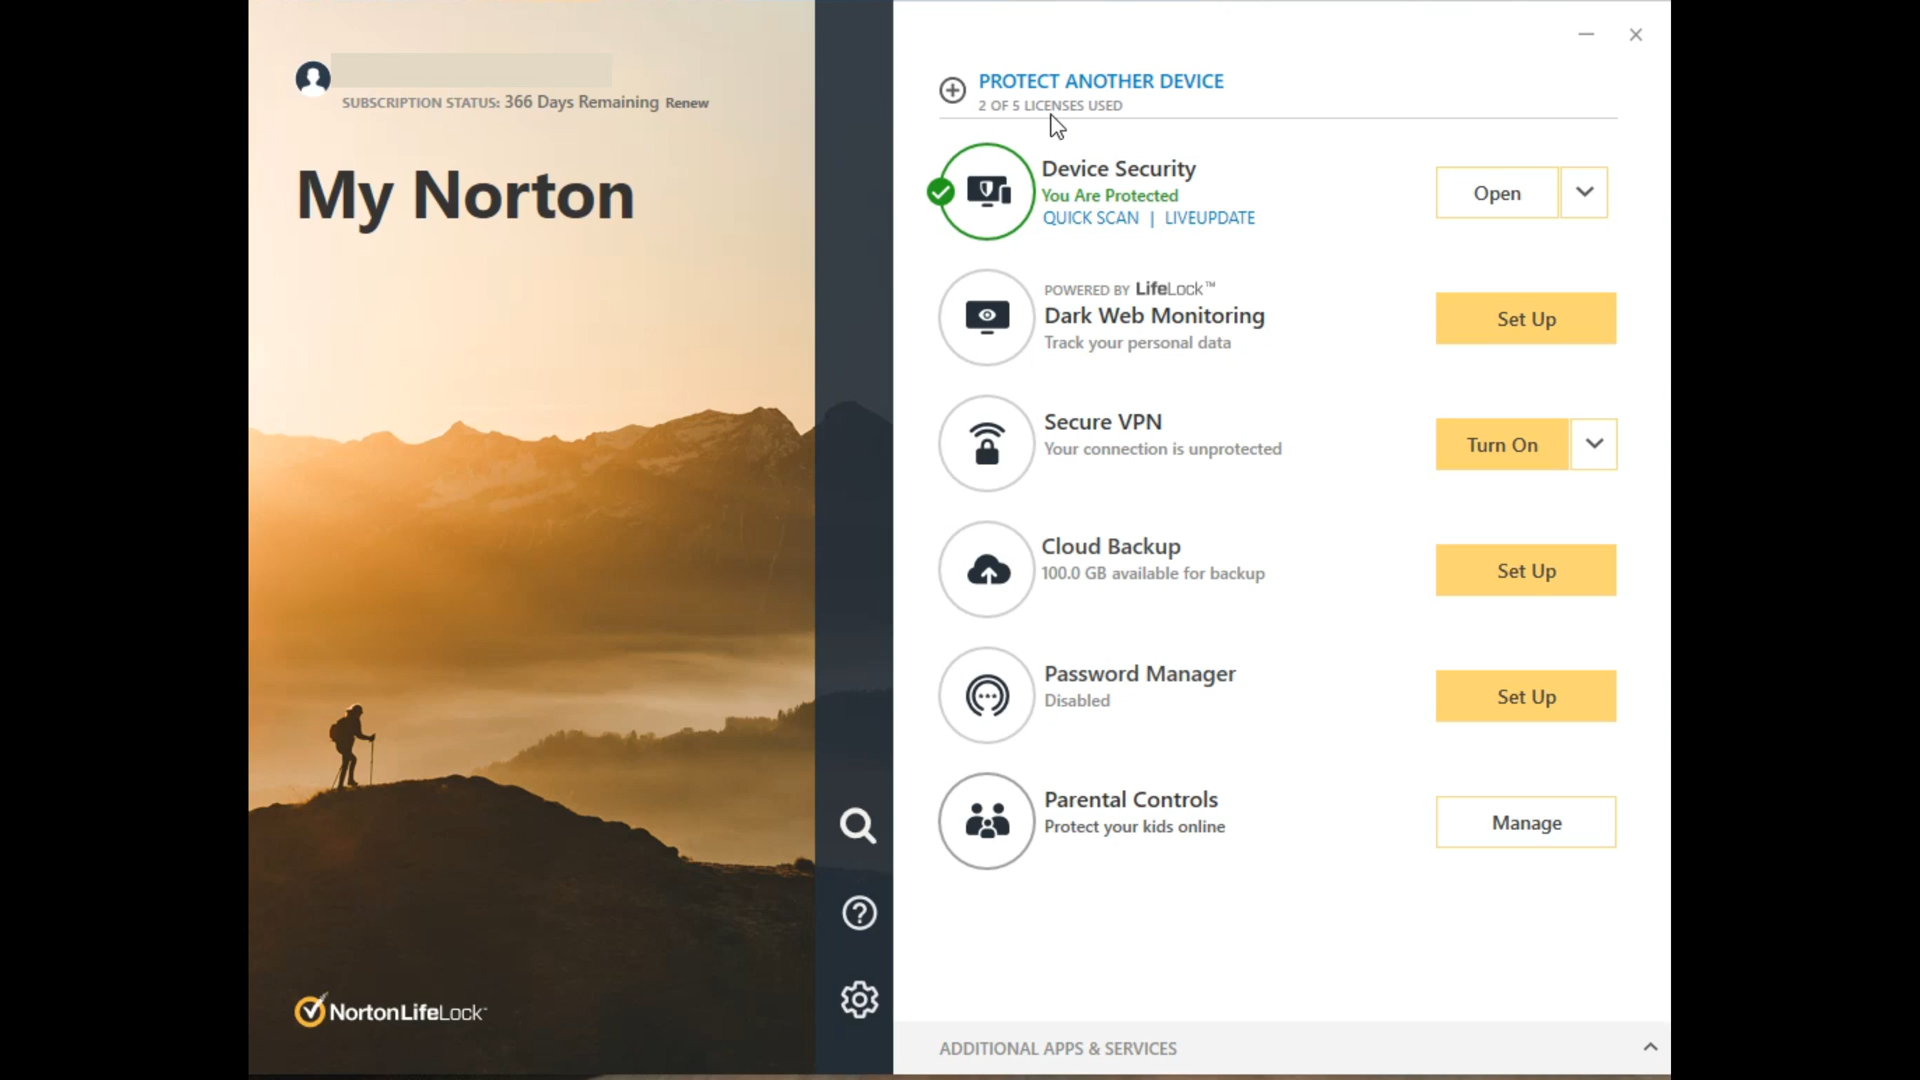 SUBSCRIPTION STATUS: 366 Days Remaining Renew
My Norton
NortonLifeLock
PROTECT ANOTHER DEVICE
2 OF 5 LICENSES USED
Device Security
You Are Protected
QUICK SCAN | LIVEUPDATE
Open
POWERED BY LifeLock™
Dark Web Monitoring
Track your personal data
Set Up
Secure VPN
Your connection is unprotected
Turn On
Cloud Backup
100.0 GB available for backup
Set Up
Password Manager
Disabled
Set Up
Parental Controls
Protect your kids online
Manage
ADDITIONAL APPS & SERVICES